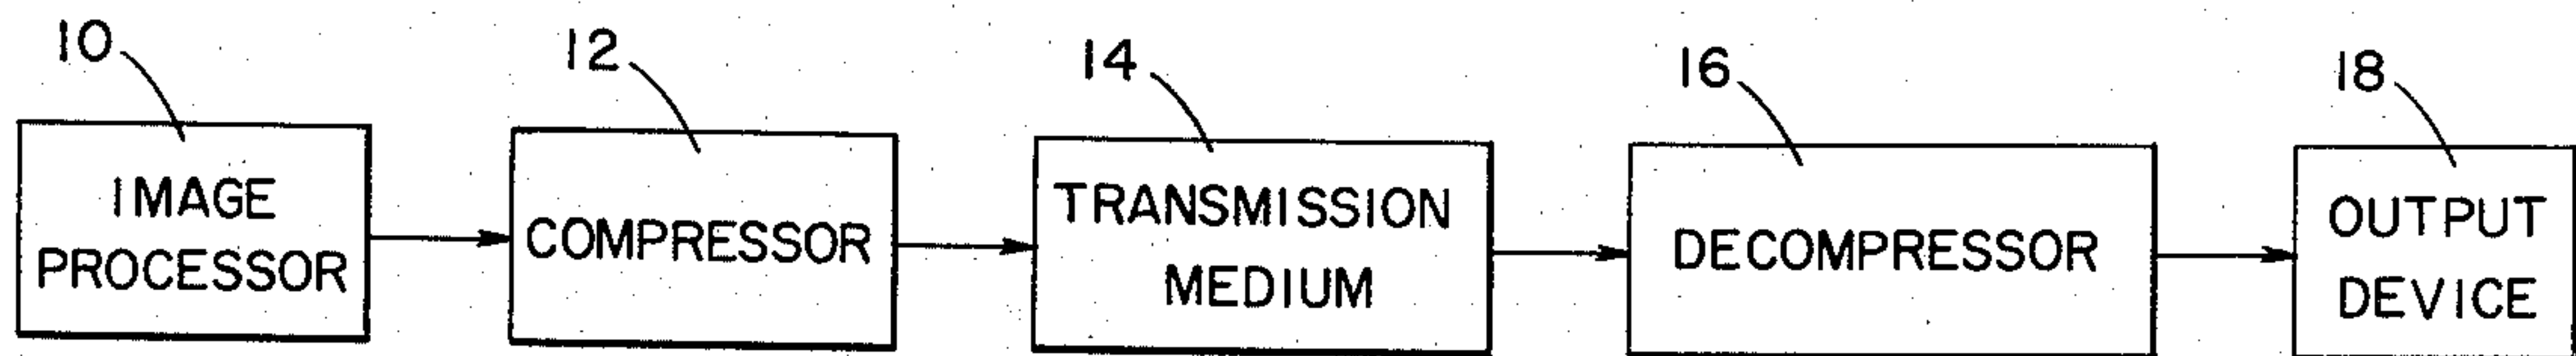 10
12
14
16
18
IMAGE
PROCESSOR
COMPRESSOR
TRANSMISSION
MEDIUM
DECOMPRESSOR
OUTPUT
DEVICE